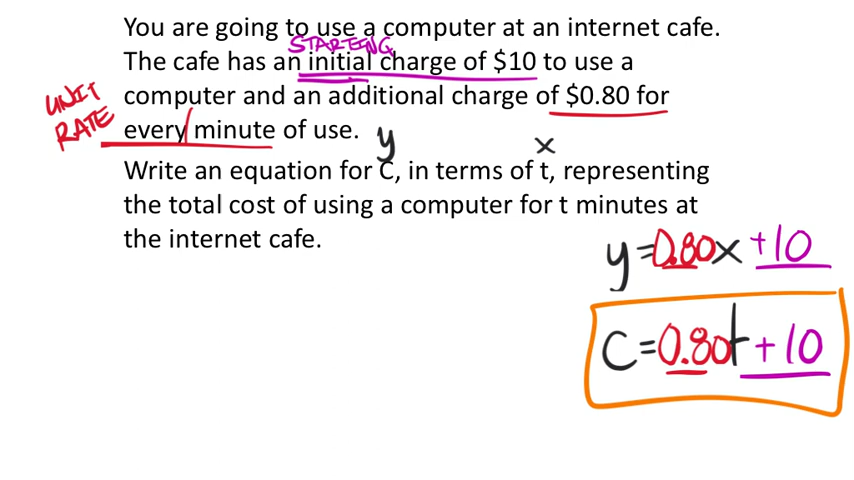 You are going to use a computer at an internet cafe.
STARTING
The cafe has an initial charge of $10 to use a
UNIT
computer and an additional charge of $0.80 for
RATE
every minute of use.
y
x
Write an equation for C, in terms of t, representing
the total cost of using a computer for t minutes at
the internet cafe.
y=0.80x+10
C=0.80t+10